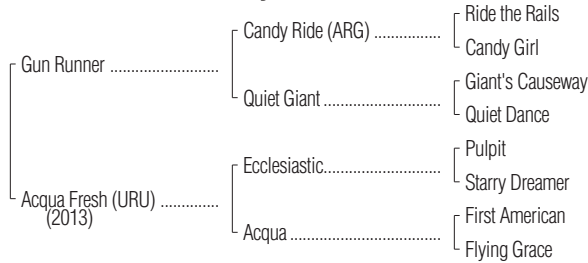 Ride the Rails
Candy Ride (ARG) ................
Candy Girl
Gun Runner ..........................
Giant's Causeway
Quiet Giant............................
Quiet Dance
Pulpit
Ecclesiastic............................
Starry Dreamer
Acqua Fresh (URU) ..............
(2013)
First American
Acqua ....................................
Flying Grace